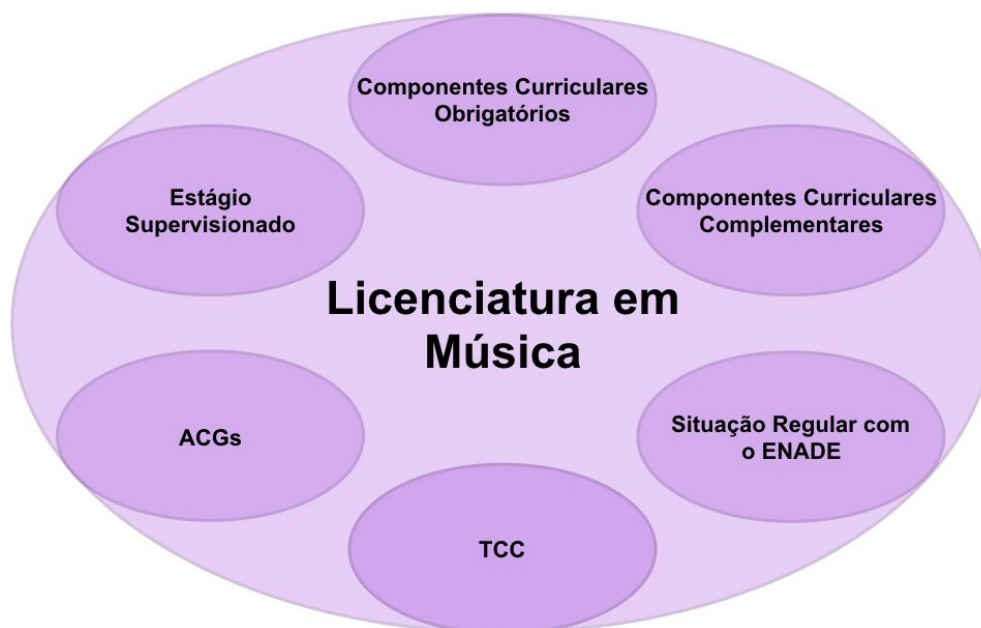 Componentes Curriculares
Obrigatórios
Estágio
Supervisionado
Componentes Curriculares
Complementares
Licenciatura em
Música
ACGs
Situação Regular com
o ENADE
TCC